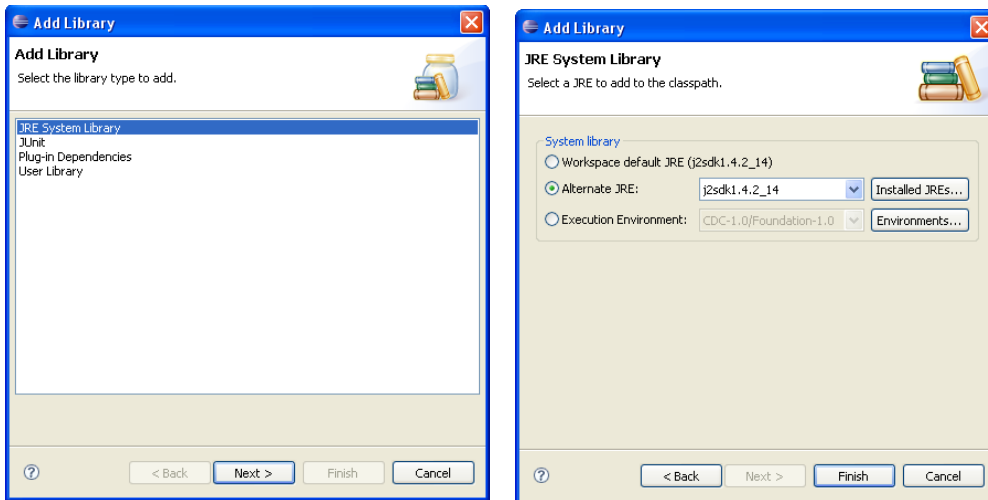 Add Library
Add Library
Select the library type to add.
JRE System Library
JUnit
Plug-in Dependencies
User Library
< Back
Next >
Finish
Cancel
Add Library
JRE System Library
Select a JRE to add to the classpath.
System library
Workspace default JRE (j2sdk1.4.2_14)
Alternate JRE: j2sdk1.4.2_14 Installed JREs...
Execution Environment: CDC-1.0/Foundation-1.0 Environments...
< Back
Next >
Finish
Cancel